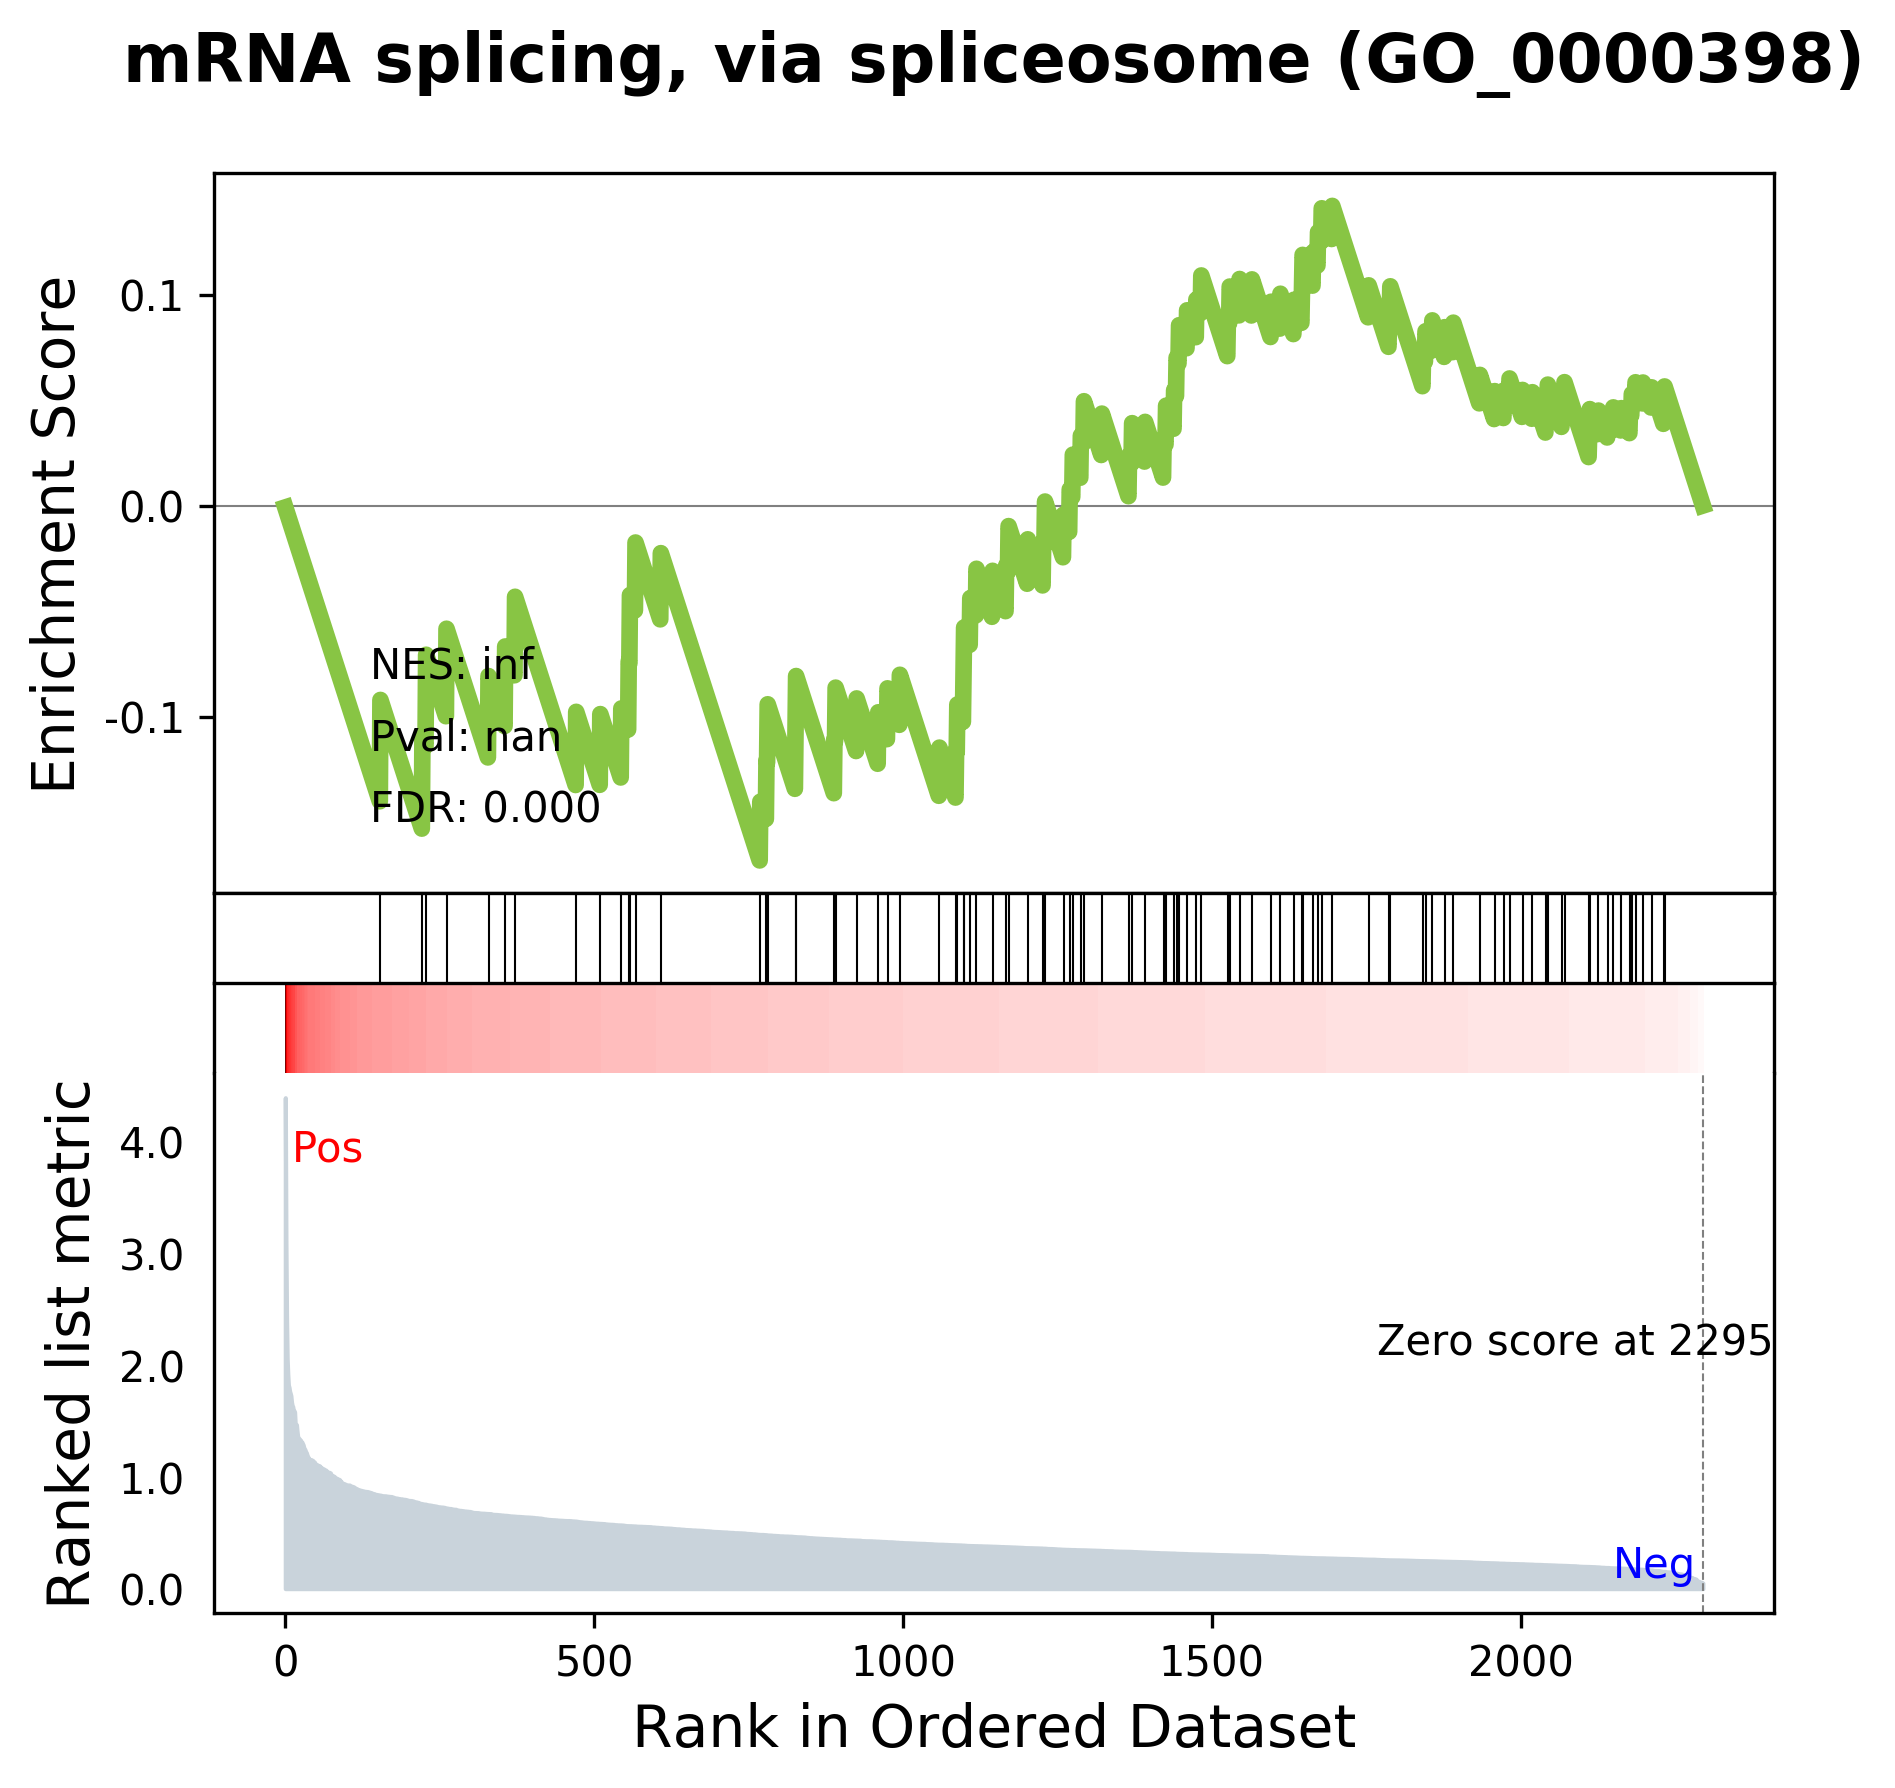 mRNA splicing, via spliceosome (GO_0000398)
Enrichment Score
0.1
0.0
-0.1
NES: inf
Pval: nan
FDR: 0.000
Ranked list metric
4.0
3.0
2.0
1.0
0.0
Pos
Zero score at 2295
Neg
0 500 1000 1500 2000
Rank in Ordered Dataset